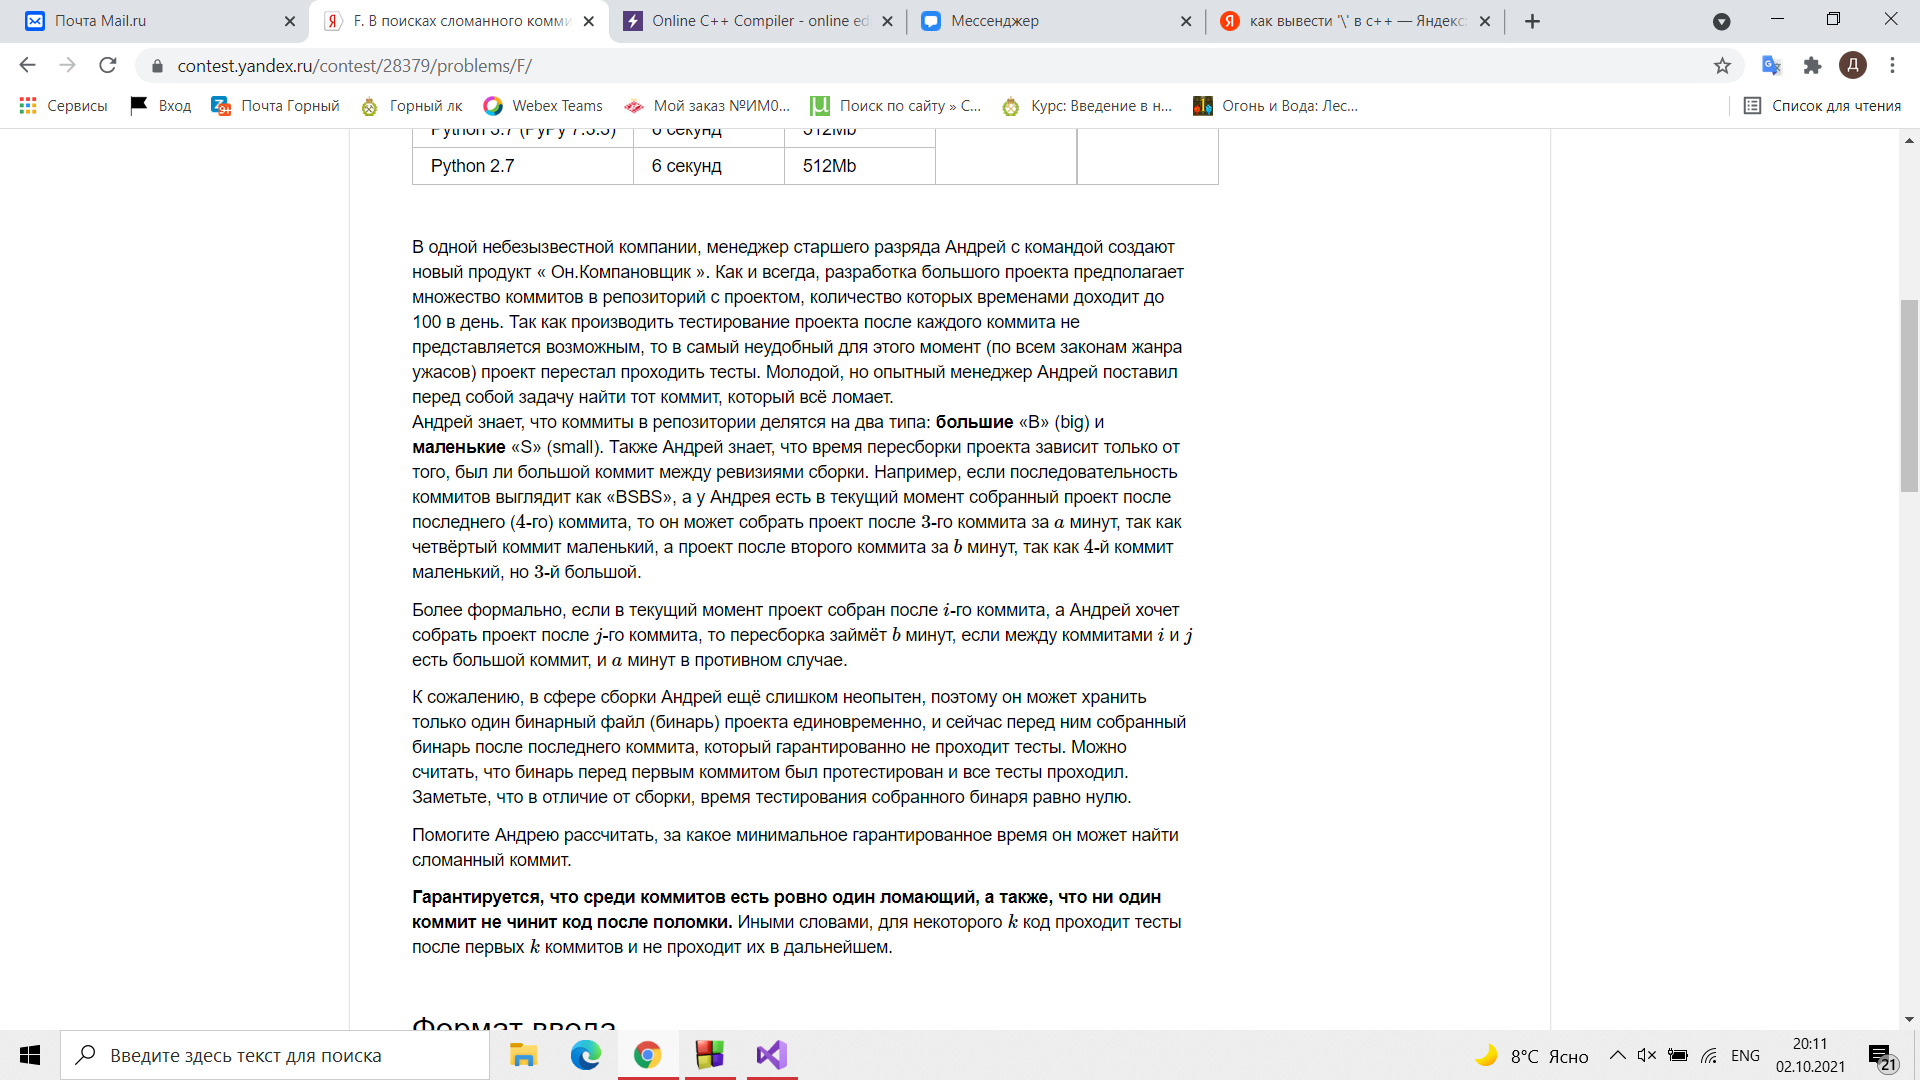 Почта Mail.ru
F. В поисках сломанного комми
Online C++ Compiler - online ed
Мессенджер
как вывести '\' в c++ — Яндекс
contest.yandex.ru/contest/28379/problems/F/
Д
Сервисы
Вход
Почта Горный
Горный лк
Webex Teams
Мой заказ №ИМ0...
Поиск по сайту » С...
Курс: Введение в н...
Огонь и Вода: Лес...
Список для чтения
Python 3.7 (PyPy 7.3.3) 6 секунд 512Mb
Python 2.7 6 секунд 512Mb
В одной небезызвестной компании, менеджер старшего разряда Андрей с командой создают
новый продукт « Он.Компановщик ». Как и всегда, разработка большого проекта предполагает
множество коммитов в репозиторий с проектом, количество которых временами доходит до
100 в день. Так как производить тестирование проекта после каждого коммита не
представляется возможным, то в самый неудобный для этого момент (по всем законам жанра
ужасов) проект перестал проходить тесты. Молодой, но опытный менеджер Андрей поставил
перед собой задачу найти тот коммит, который всё ломает.
Андрей знает, что коммиты в репозитории делятся на два типа: большие «B» (big) и
маленькие «S» (small). Также Андрей знает, что время пересборки проекта зависит только от
того, был ли большой коммит между ревизиями сборки. Например, если последовательность
коммитов выглядит как «BSBS», а у Андрея есть в текущий момент собранный проект после
последнего (4-го) коммита, то он может собрать проект после 3-го коммита за a минут, так как
четвёртый коммит маленький, а проект после второго коммита за b минут, так как 4-й коммит
маленький, но 3-й большой.
Более формально, если в текущий момент проект собран после i-го коммита, а Андрей хочет
собрать проект после j-го коммита, то пересборка займёт b минут, если между коммитами i и j
есть большой коммит, и a минут в противном случае.
К сожалению, в сфере сборки Андрей ещё слишком неопытен, поэтому он может хранить
только один бинарный файл (бинарь) проекта единовременно, и сейчас перед ним собранный
бинарь после последнего коммита, который гарантированно не проходит тесты. Можно
считать, что бинарь перед первым коммитом был протестирован и все тесты проходил.
Заметьте, что в отличие от сборки, время тестирования собранного бинаря равно нулю.
Помогите Андрею рассчитать, за какое минимальное гарантированное время он может найти
сломанный коммит.
Гарантируется, что среди коммитов есть ровно один ломающий, а также, что ни один
коммит не чинит код после поломки. Иными словами, для некоторого k код проходит тесты
после первых k коммитов и не проходит их в дальнейшем.
Формат ввода
Введите здесь текст для поиска
8°C Ясно
ENG
20:11
02.10.2021
21